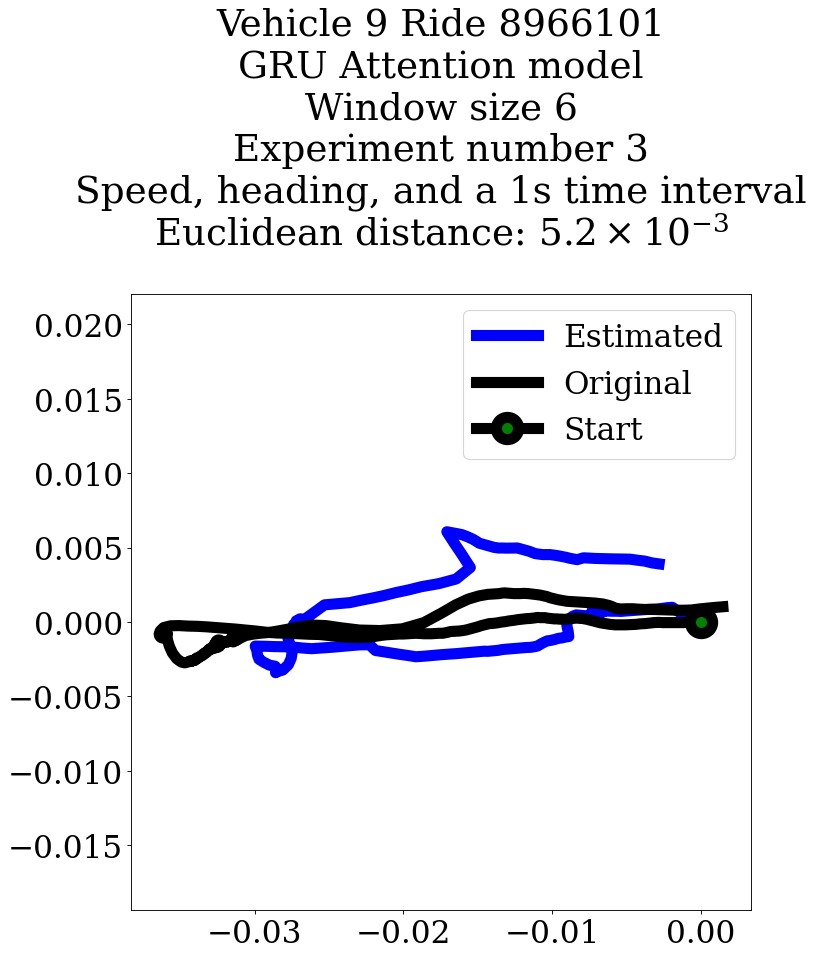 Vehicle 9 Ride 8966101
GRU Attention model
Window size 6
Experiment number 3
Speed, heading, and a 1s time interval
Euclidean distance: 5.2 × 10⁻³
Estimated
Original
Start
0.020
0.015
0.010
0.005
0.000
−0.005
−0.010
−0.015
−0.03 −0.02 −0.01 0.00